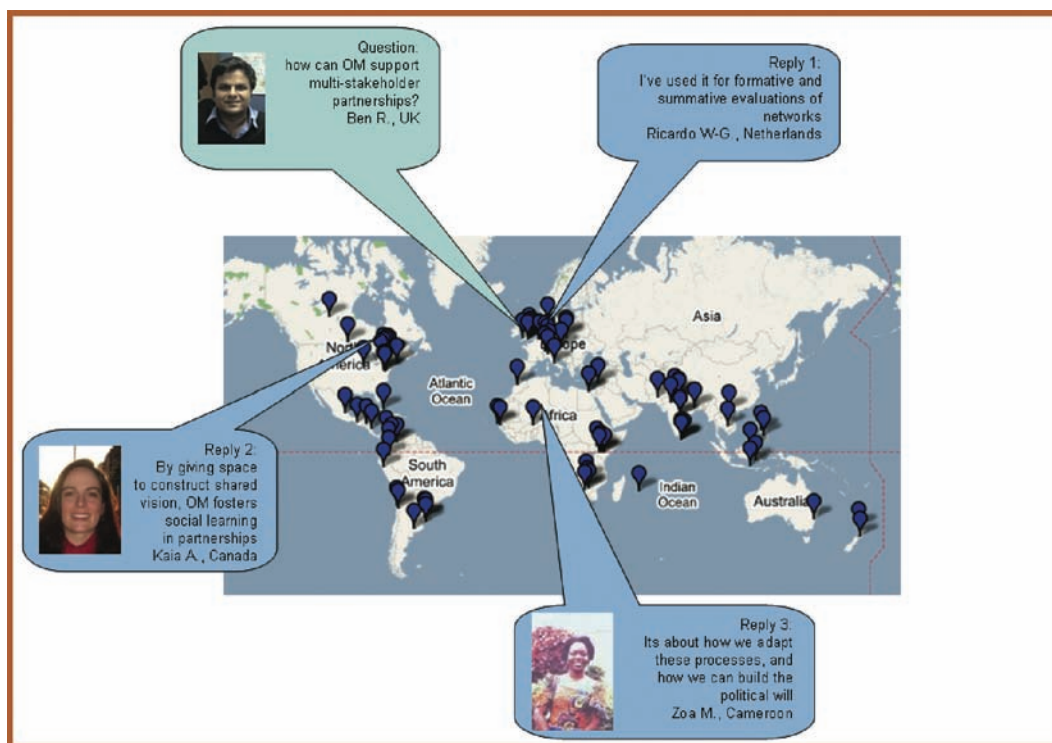 Question:
how can OM support
multi-stakeholder
partnerships?
Ben R., UK
Reply 1:
I've used it for formative and
summative evaluations of
networks
Ricardo W-G., Netherlands
Asia
North
America
Europe
Atlantic
Ocean
Africa
South
America
Indian
Ocean
Australia
Reply 2:
By giving space
to construct shared
vision, OM fosters
social learning
in partnerships
Kaia A., Canada
Reply 3:
Its about how we adapt
these processes, and
how we can build the
political will
Zoa M., Cameroon